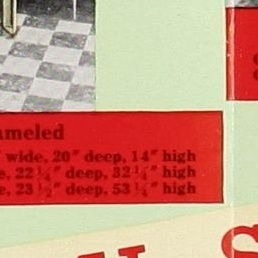 ameled
" wide, 20" deep, 14" high
e, 22¼" deep, 32¼" high
e, 23½" deep, 53¼" high
S